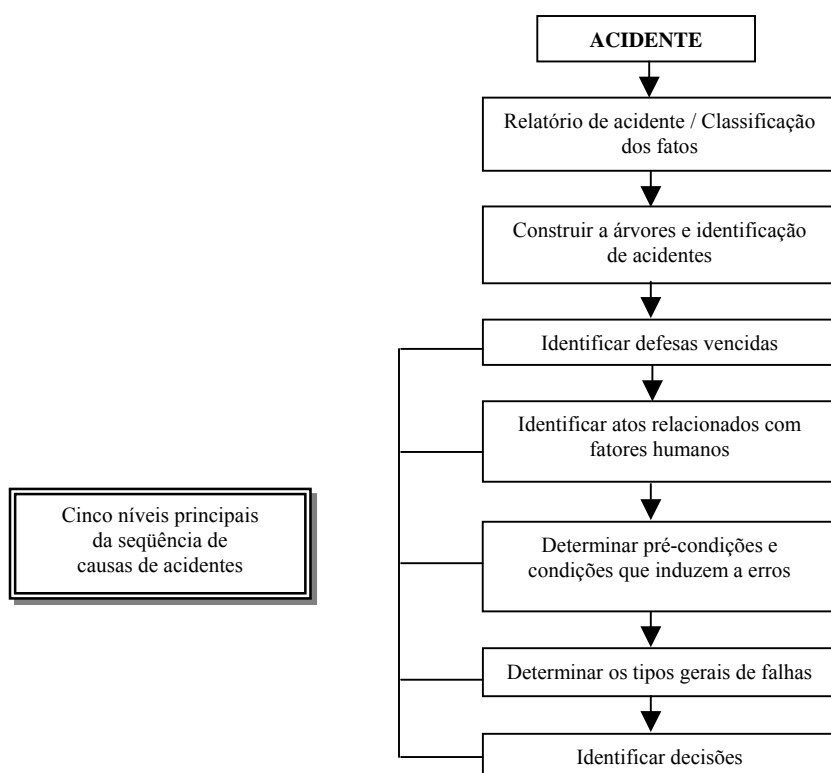 ACIDENTE
Relatório de acidente / Classificação
dos fatos
Construir a árvores e identificação
de acidentes
Identificar defesas vencidas
Identificar atos relacionados com
fatores humanos
Cinco níveis principais
da seqüência de
causas de acidentes
Determinar pré-condições e
condições que induzem a erros
Determinar os tipos gerais de falhas
Identificar decisões